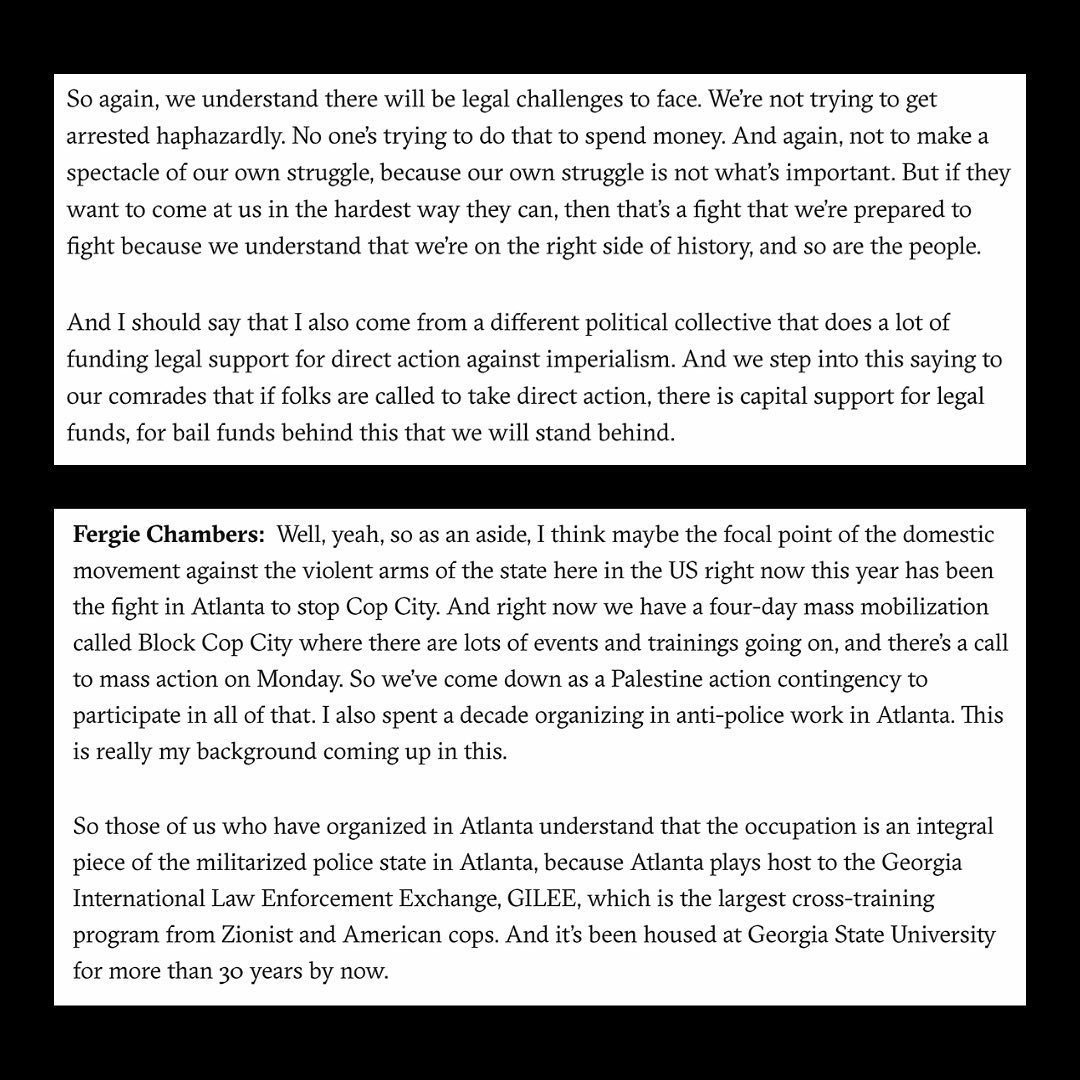 So again, we understand there will be legal challenges to face. We’re not trying to get
arrested haphazardly. No one’s trying to do that to spend money. And again, not to make a
spectacle of our own struggle, because our own struggle is not what’s important. But if they
want to come at us in the hardest way they can, then that’s a fight that we’re prepared to
fight because we understand that we’re on the right side of history, and so are the people.
And I should say that I also come from a different political collective that does a lot of
funding legal support for direct action against imperialism. And we step into this saying to
our comrades that if folks are called to take direct action, there is capital support for legal
funds, for bail funds behind this that we will stand behind.
Fergie Chambers: Well, yeah, so as an aside, I think maybe the focal point of the domestic
movement against the violent arms of the state here in the US right now this year has been
the fight in Atlanta to stop Cop City. And right now we have a four-day mass mobilization
called Block Cop City where there are lots of events and trainings going on, and there’s a call
to mass action on Monday. So we’ve come down as a Palestine action contingency to
participate in all of that. I also spent a decade organizing in anti-police work in Atlanta. This
is really my background coming up in this.
So those of us who have organized in Atlanta understand that the occupation is an integral
piece of the militarized police state in Atlanta, because Atlanta plays host to the Georgia
International Law Enforcement Exchange, GILEE, which is the largest cross-training
program from Zionist and American cops. And it’s been housed at Georgia State University
for more than 30 years by now.